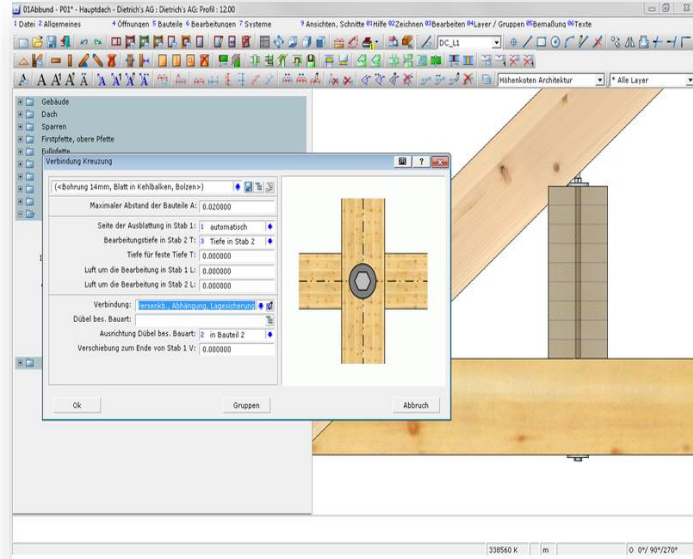 01Abbund - P01* - Hauptdach - Dietrich's AG : Dietrich's AG: Profil : 12.00
1 Datei 2 Allgemeines 4 Öffnungen 5 Bauteile 6 Bearbeitungen 7 Systeme 9 Ansichten, Schnitte 01 Hilfe 02 Zeichnen 03 Bearbeiten 04 Layer / Gruppen 05 Bemaßung 06 Texte
DC_L1
Höhenkoten Architektur * Alle Layer
Gebäude
Dach
Sparren
Firstpfette, obere Pfette
Verbindung Kreuzung
(<Bohrung 14mm, Blatt in Kehlbalken, Bolzen>)
Maximaler Abstand der Bauteile A: 0.020000
Seite der Ausblattung in Stab 1: 1 automatisch
Bearbeitungstiefe in Stab 2 T: 3 Tiefe in Stab 2
Tiefe für feste Tiefe T: 0.000000
Luft um die Bearbeitung in Stab 1 L: 0.000000
Luft um die Bearbeitung in Stab 2 L: 0.000000
Verbindung: ersenkb., Abhängung, Lagesicherung
Dübel bes. Bauart:
Ausrichtung Dübel bes. Bauart: 2 in Bauteil 2
Verschiebung zum Ende von Stab 1 V: 0.000000
Ok Gruppen Abbruch
338560 K m 0 0°/ 90°/270°